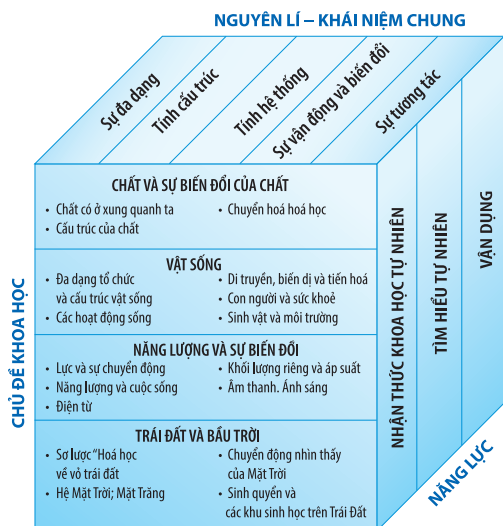 NGUYÊN LÍ – KHÁI NIỆM CHUNG
Sự đa dạng
Tính cấu trúc
Tính hệ thống
Sự vận động và biến đổi
Sự tương tác
CHỦ ĐỀ KHOA HỌC
CHẤT VÀ SỰ BIẾN ĐỔI CỦA CHẤT
• Chất có ở xung quanh ta
• Cấu trúc của chất
• Chuyển hoá hoá học
VẬT SỐNG
• Đa dạng tổ chức
và cấu trúc vật sống
• Các hoạt động sống
• Di truyền, biến dị và tiến hoá
• Con người và sức khoẻ
• Sinh vật và môi trường
NĂNG LƯỢNG VÀ SỰ BIẾN ĐỔI
• Lực và sự chuyển động
• Năng lượng và cuộc sống
• Điện từ
• Khối lượng riêng và áp suất
• Âm thanh. Ánh sáng
TRÁI ĐẤT VÀ BẦU TRỜI
• Sơ lược "Hoá học
về vỏ trái đất
• Hệ Mặt Trời; Mặt Trăng
• Chuyển động nhìn thấy
của Mặt Trời
• Sinh quyển và
các khu sinh học trên Trái Đất
NHẬN THỨC KHOA HỌC TỰ NHIÊN
TÌM HIỂU TỰ NHIÊN
VẬN DỤNG
NĂNG LỰC